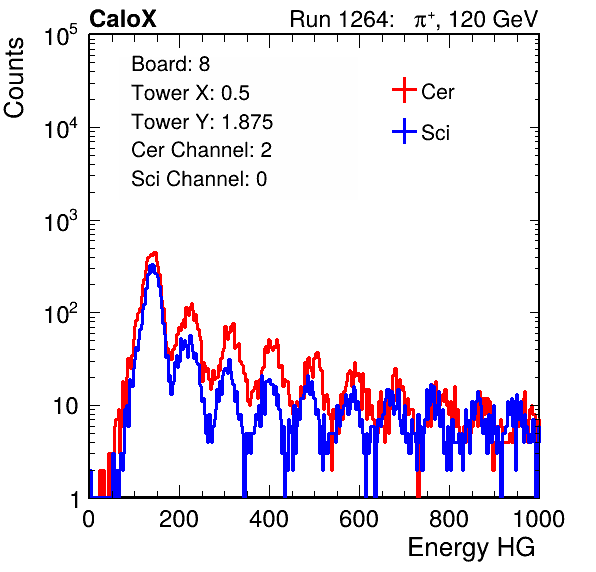 CaloX Run 1264: π⁺, 120 GeV
Counts
10⁵
10⁴
10³
10²
10
1
Board: 8
Tower X: 0.5
Tower Y: 1.875
Cer Channel: 2
Sci Channel: 0
Cer
Sci
0 200 400 600 800 1000
Energy HG